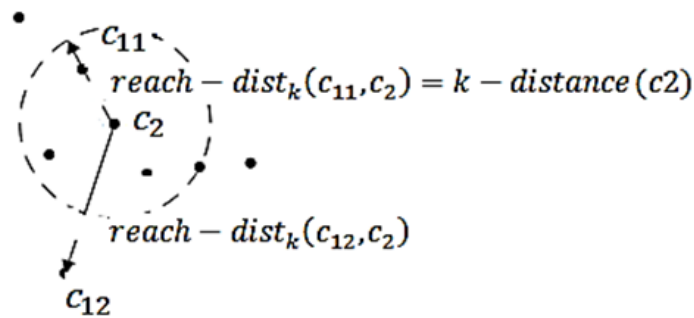 c₁₁
reach − distₖ(c₁₁,c₂) = k − distance (c2)
c₂
reach − distₖ(c₁₂,c₂)
c₁₂